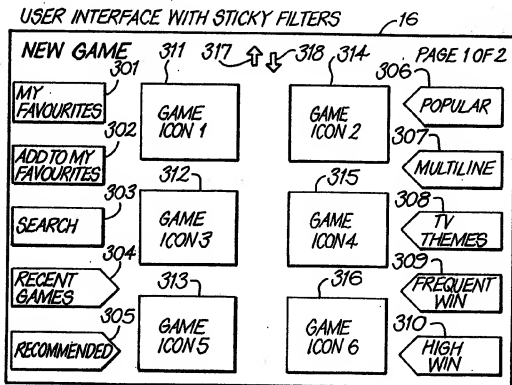 USER INTERFACE WITH STICKY FILTERS
16
NEW GAME
311
317
318
314
PAGE 1 OF 2
301
306
MY
FAVOURITES
GAME
ICON 1
GAME
ICON 2
POPULAR
302
307
ADD TO MY
FAVOURITES
MULTILINE
312
315
303
308
SEARCH
GAME
ICON 3
GAME
ICON 4
TV
THEMES
304
313
316
309
RECENT
GAMES
FREQUENT
WIN
305
310
RECOMMENDED
GAME
ICON 5
GAME
ICON 6
HIGH
WIN